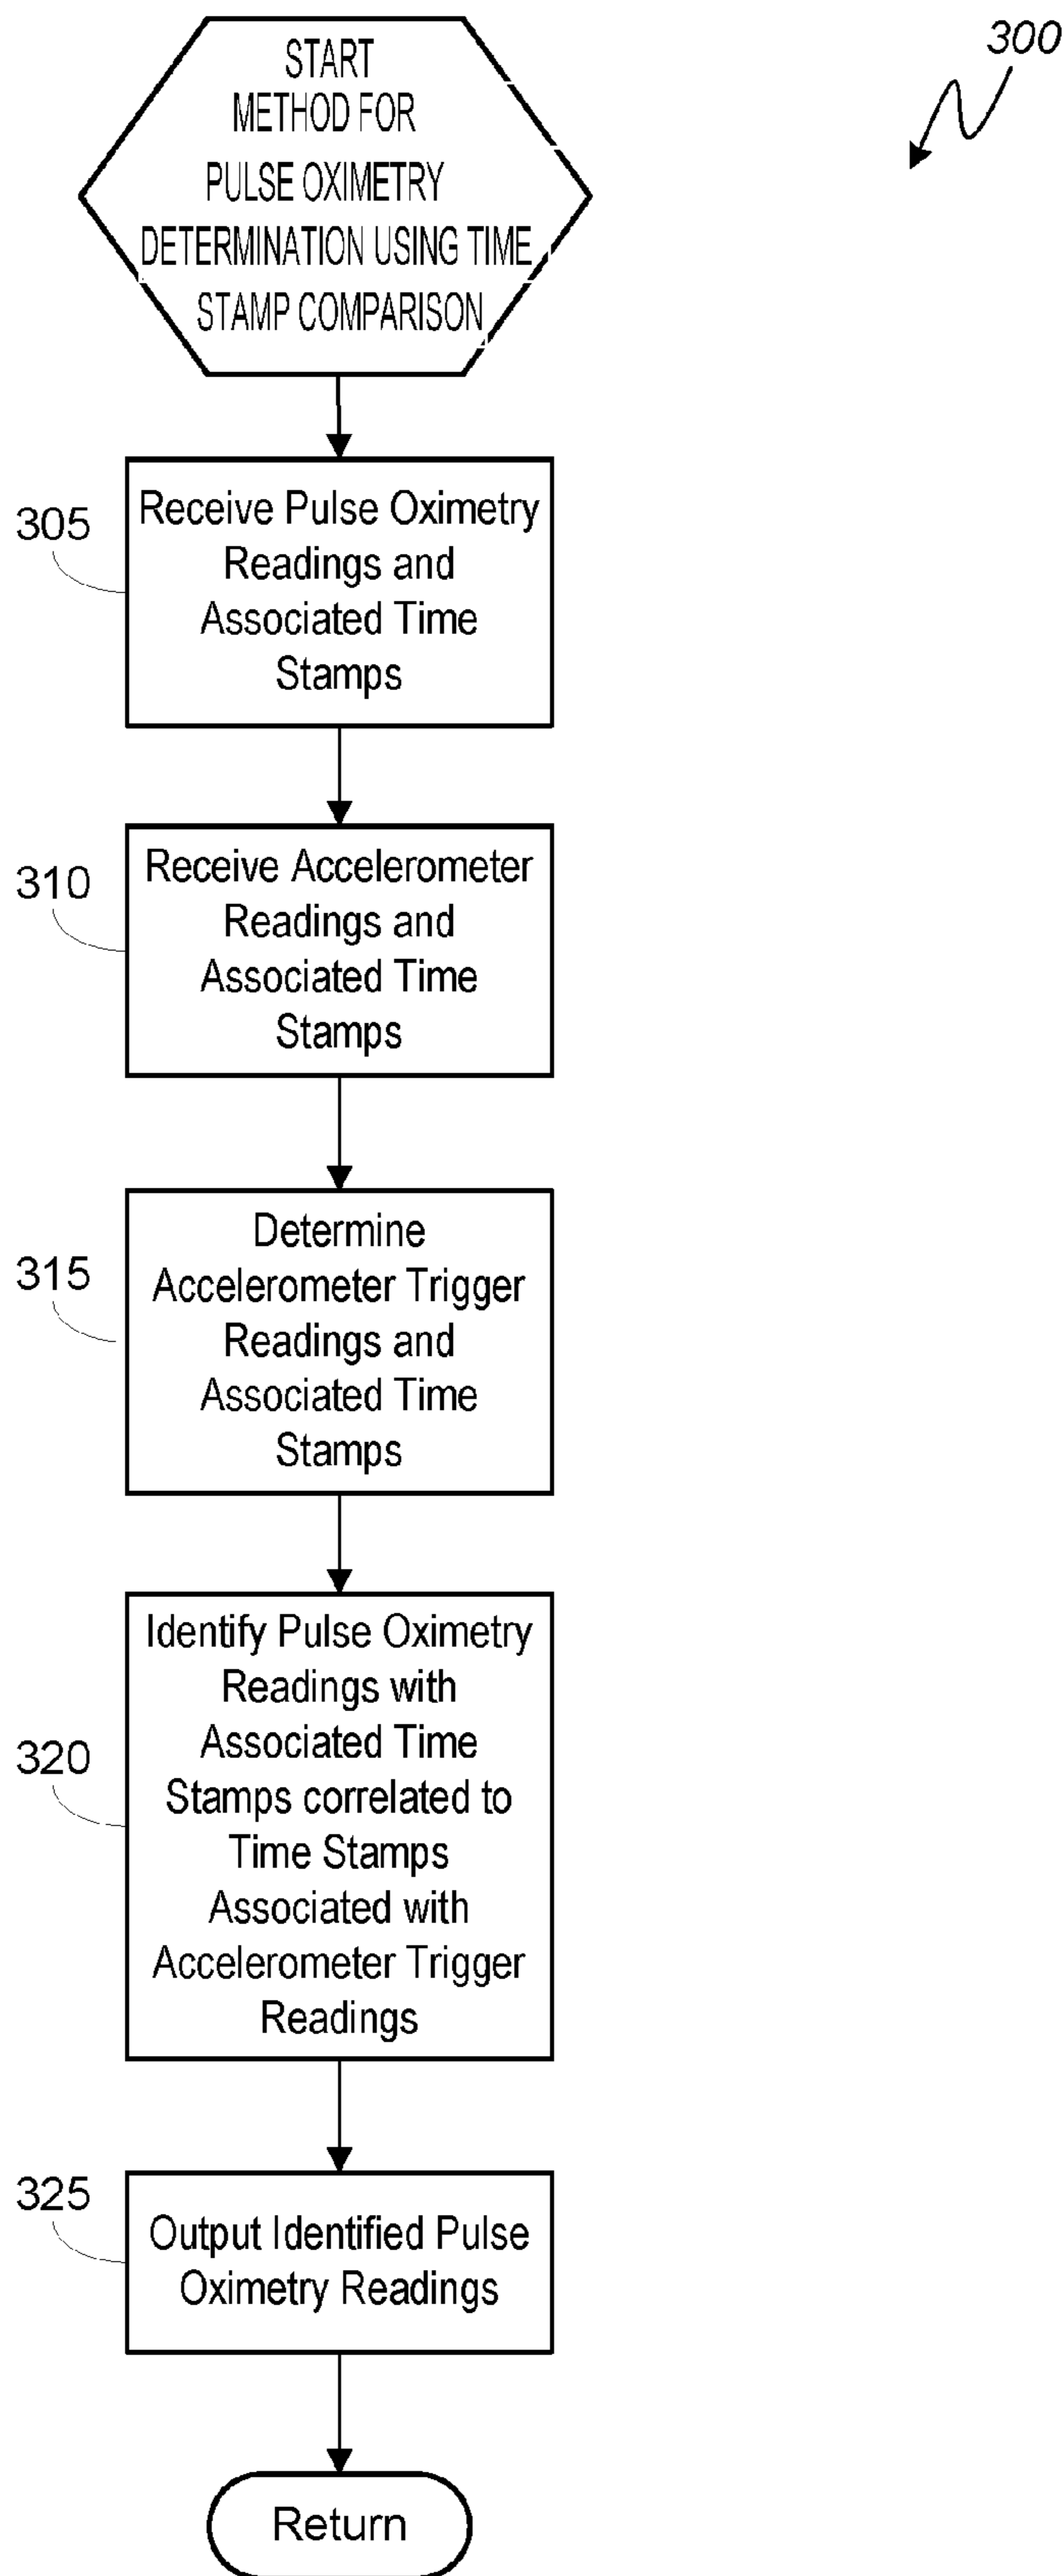 300
START
METHOD FOR
PULSE OXIMETRY
DETERMINATION USING TIME
STAMP COMPARISON
305
Receive Pulse Oximetry
Readings and
Associated Time
Stamps
310
Receive Accelerometer
Readings and
Associated Time
Stamps
315
Determine
Accelerometer Trigger
Readings and
Associated Time
Stamps
320
Identify Pulse Oximetry
Readings with
Associated Time
Stamps correlated to
Time Stamps
Associated with
Accelerometer Trigger
Readings
325
Output Identified Pulse
Oximetry Readings
Return